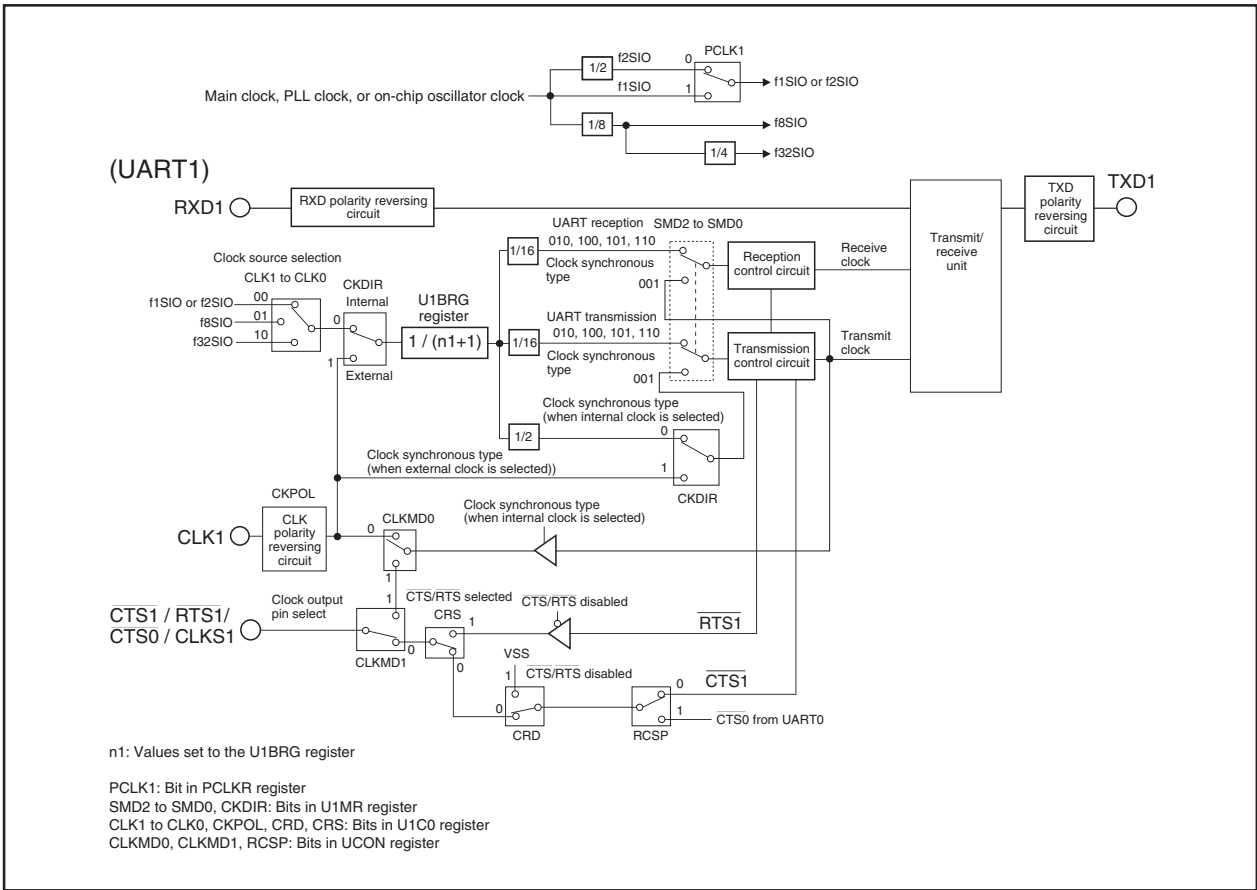 PCLK1
f2SIO
0
1/2
f1SIO or f2SIO
Main clock, PLL clock, or on-chip oscillator clock
f1SIO
1
1/8
f8SIO
1/4
f32SIO
(UART1)
RXD1
RXD polarity reversing
circuit
TXD
polarity
reversing
circuit
TXD1
Transmit/
receive
unit
UART reception
SMD2 to SMD0
010, 100, 101, 110
1/16
Clock synchronous
type
001
Reception
control circuit
Receive
clock
Clock source selection
CLK1 to CLK0
f1SIO or f2SIO
00
f8SIO
01
f32SIO
10
CKDIR
Internal
0
1
External
U1BRG
register
1 / (n1+1)
UART transmission
010, 100, 101, 110
1/16
Clock synchronous
type
001
Transmission
control circuit
Transmit
clock
Clock synchronous type
(when internal clock is selected)
1/2
0
Clock synchronous type
(when external clock is selected))
1
CKDIR
CKPOL
CLK1
CLK
polarity
reversing
circuit
CLKMD0
0
1
Clock synchronous type
(when internal clock is selected)
CTS1 / RTS1/
CTS0 / CLKS1
Clock output
pin select
1
0
CLKMD1
CTS/RTS selected
CRS
1
0
CTS/RTS disabled
RTS1
VSS
1
CTS/RTS disabled
0
CRD
0
CTS1
1
CTS0 from UART0
RCSP
n1: Values set to the U1BRG register
PCLK1: Bit in PCLKR register
SMD2 to SMD0, CKDIR: Bits in U1MR register
CLK1 to CLK0, CKPOL, CRD, CRS: Bits in U1C0 register
CLKMD0, CLKMD1, RCSP: Bits in UCON register